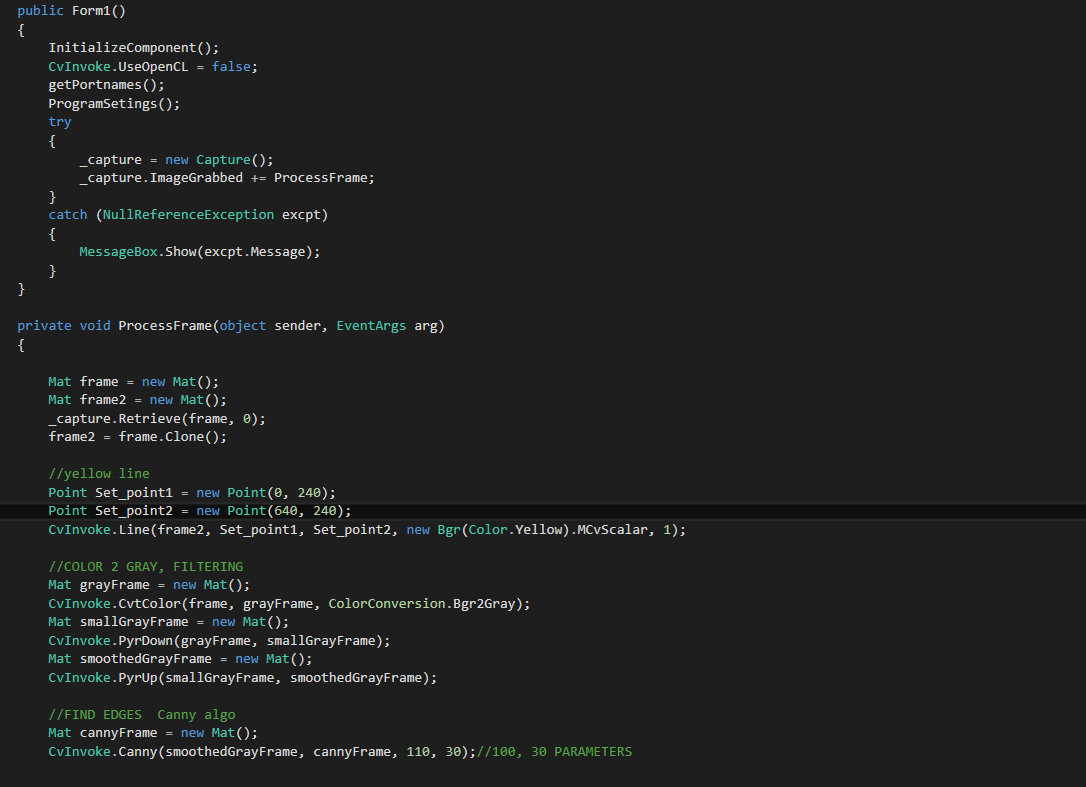 public Form1()
{
    InitializeComponent();
    CvInvoke.UseOpenCL = false;
    getPortnames();
    ProgramSetings();
    try
    {
        _capture = new Capture();
        _capture.ImageGrabbed += ProcessFrame;
    }
    catch (NullReferenceException excpt)
    {
        MessageBox.Show(excpt.Message);
    }
}

private void ProcessFrame(object sender, EventArgs arg)
{

    Mat frame = new Mat();
    Mat frame2 = new Mat();
    _capture.Retrieve(frame, 0);
    frame2 = frame.Clone();

    //yellow line
    Point Set_point1 = new Point(0, 240);
    Point Set_point2 = new Point(640, 240);
    CvInvoke.Line(frame2, Set_point1, Set_point2, new Bgr(Color.Yellow).MCvScalar, 1);

    //COLOR 2 GRAY, FILTERING
    Mat grayFrame = new Mat();
    CvInvoke.CvtColor(frame, grayFrame, ColorConversion.Bgr2Gray);
    Mat smallGrayFrame = new Mat();
    CvInvoke.PyrDown(grayFrame, smallGrayFrame);
    Mat smoothedGrayFrame = new Mat();
    CvInvoke.PyrUp(smallGrayFrame, smoothedGrayFrame);

    //FIND EDGES  Canny algo
    Mat cannyFrame = new Mat();
    CvInvoke.Canny(smoothedGrayFrame, cannyFrame, 110, 30);//100, 30 PARAMETERS